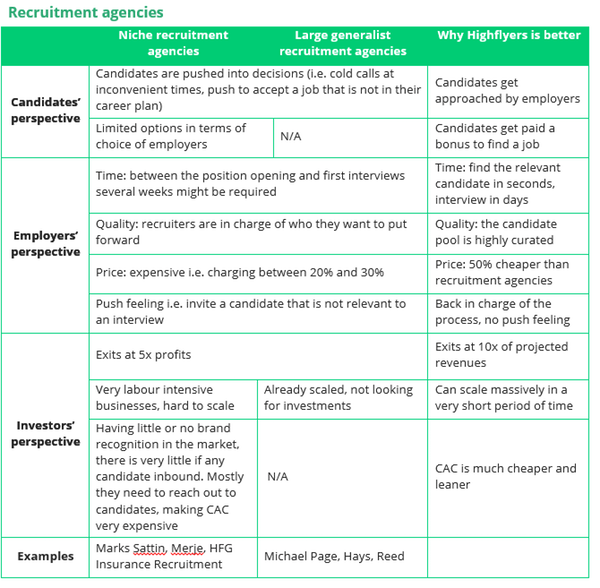 Recruitment agencies
Niche recruitment
agencies
Large generalist
recruitment agencies
Why Highflyers is better
Candidates'
perspective
Candidates are pushed into decisions (i.e. cold calls at
inconvenient times, push to accept a job that is not in their
career plan)
Candidates get
approached by employers
Limited options in terms of
choice of employers
N/A
Candidates get paid a
bonus to find a job
Employers'
perspective
Time: between the position opening and first interviews
several weeks might be required
Time: find the relevant
candidate in seconds,
interview in days
Quality: recruiters are in charge of who they want to put
forward
Quality: the candidate
pool is highly curated
Price: expensive i.e. charging between 20% and 30%
Price: 50% cheaper than
recruitment agencies
Push feeling i.e. invite a candidate that is not relevant to
an interview
Back in charge of the
process, no push feeling
Investors'
perspective
Exits at 5x profits
Exits at 10x of projected
revenues
Very labour intensive
businesses, hard to scale
Already scaled, not looking
for investments
Can scale massively in a
very short period of time
Having little or no brand
recognition in the market,
there is very little if any
candidate inbound. Mostly
they need to reach out to
candidates, making CAC
very expensive
N/A
CAC is much cheaper and
leaner
Examples
Marks Sattin, Merje, HFG
Insurance Recruitment
Michael Page, Hays, Reed